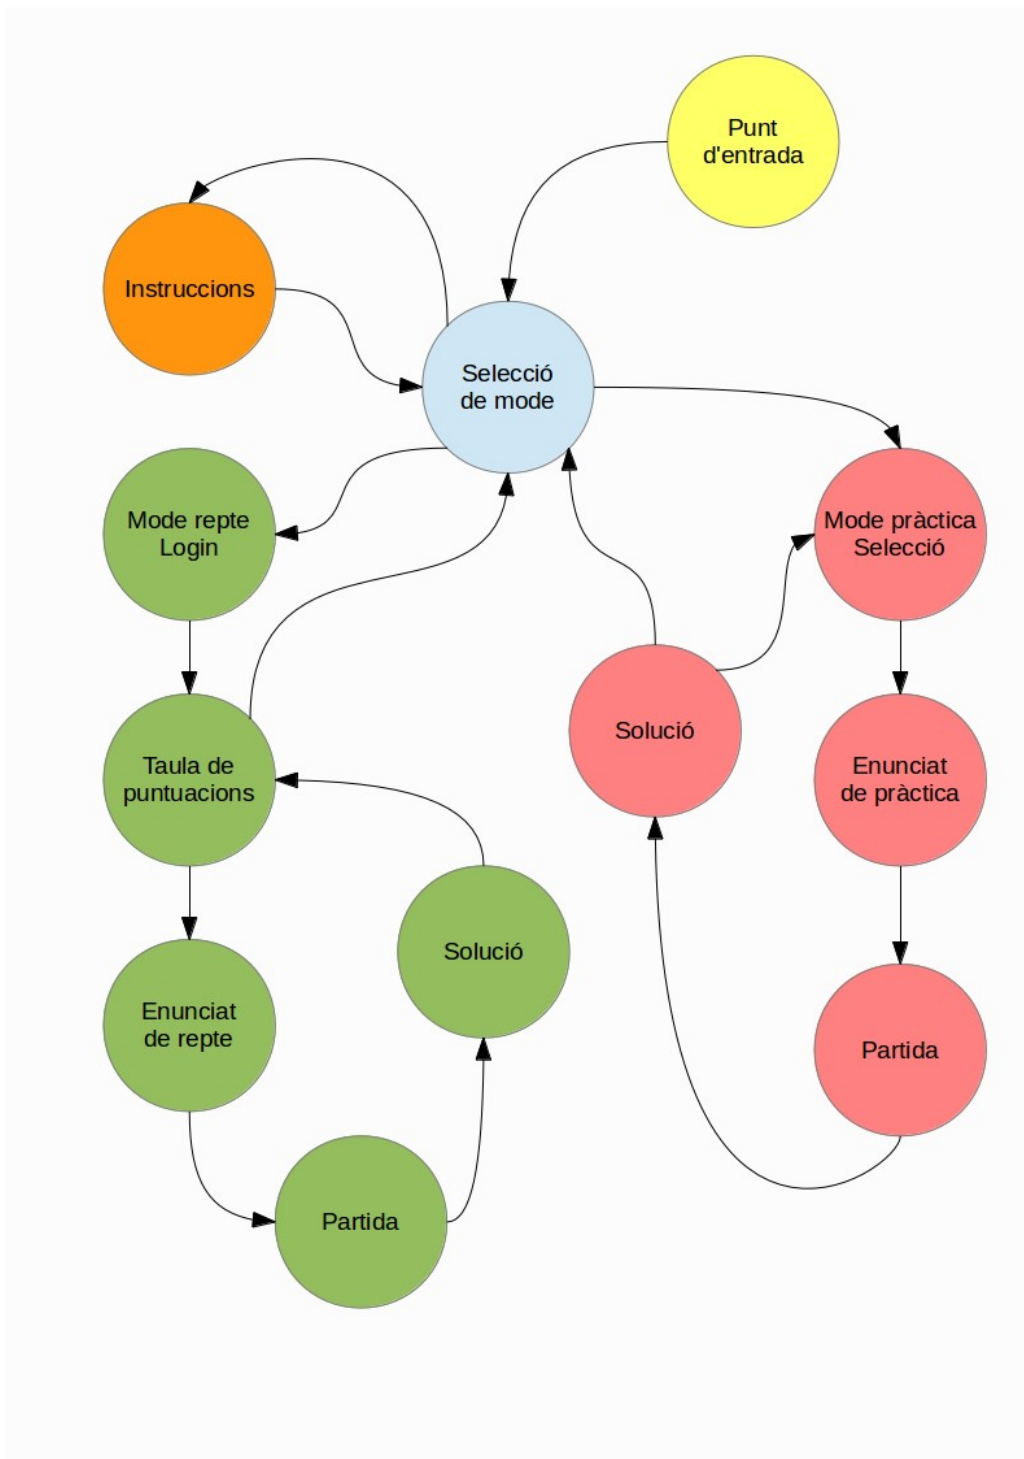 Punt
d'entrada
Instruccions
Selecció
de mode
Mode repte
Login
Mode pràctica
Selecció
Solució
Taula de
puntuacions
Enunciat
de pràctica
Solució
Enunciat
de repte
Partida
Partida